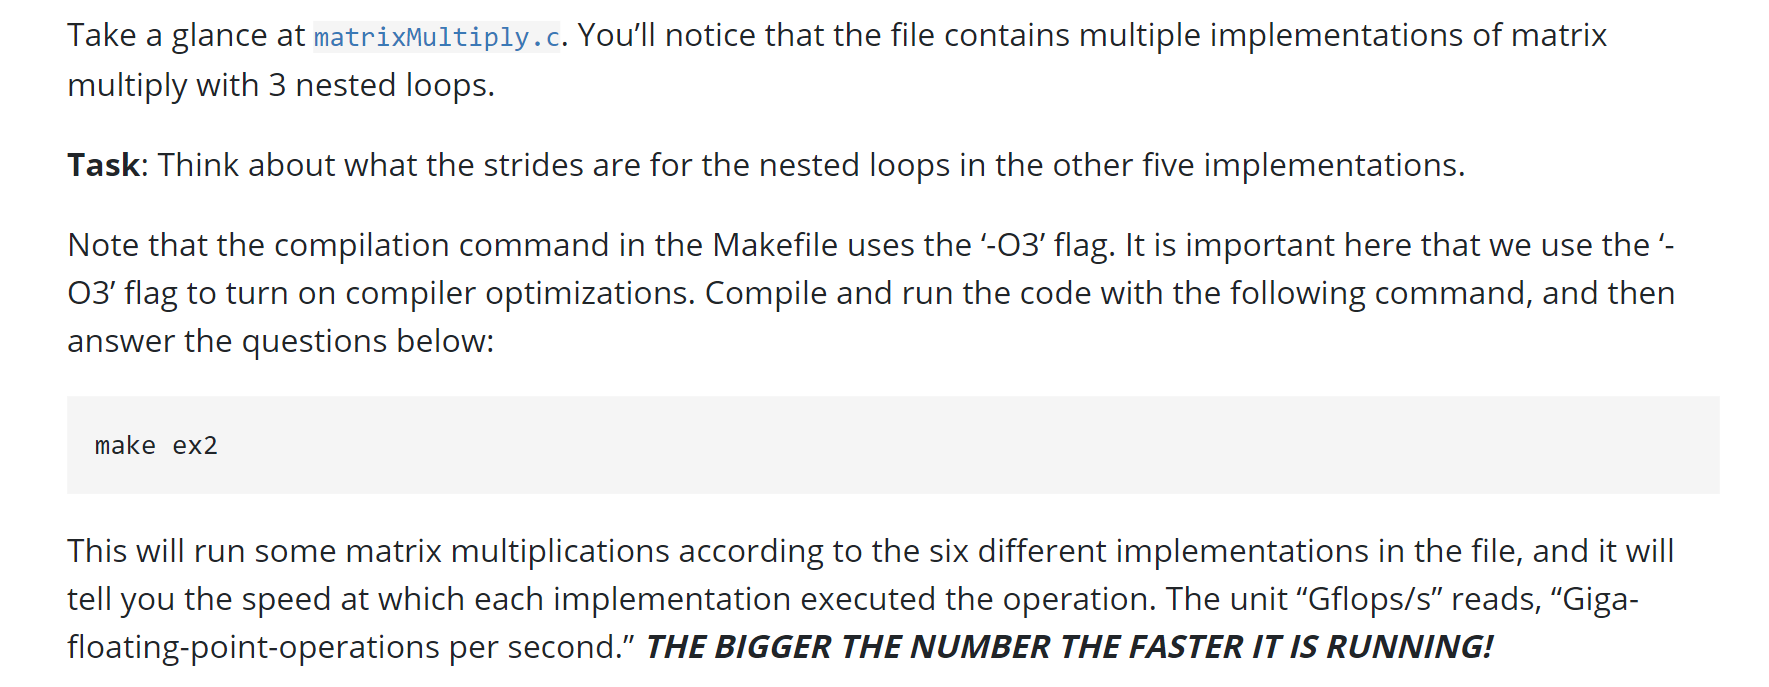 Take a glance at matrixMultiply.c. You’ll notice that the file contains multiple implementations of matrix
multiply with 3 nested loops.
Task: Think about what the strides are for the nested loops in the other five implementations.
Note that the compilation command in the Makefile uses the ‘-O3’ flag. It is important here that we use the ‘-
O3’ flag to turn on compiler optimizations. Compile and run the code with the following command, and then
answer the questions below:
make ex2
This will run some matrix multiplications according to the six different implementations in the file, and it will
tell you the speed at which each implementation executed the operation. The unit “Gflops/s” reads, “Giga-
floating-point-operations per second.” THE BIGGER THE NUMBER THE FASTER IT IS RUNNING!